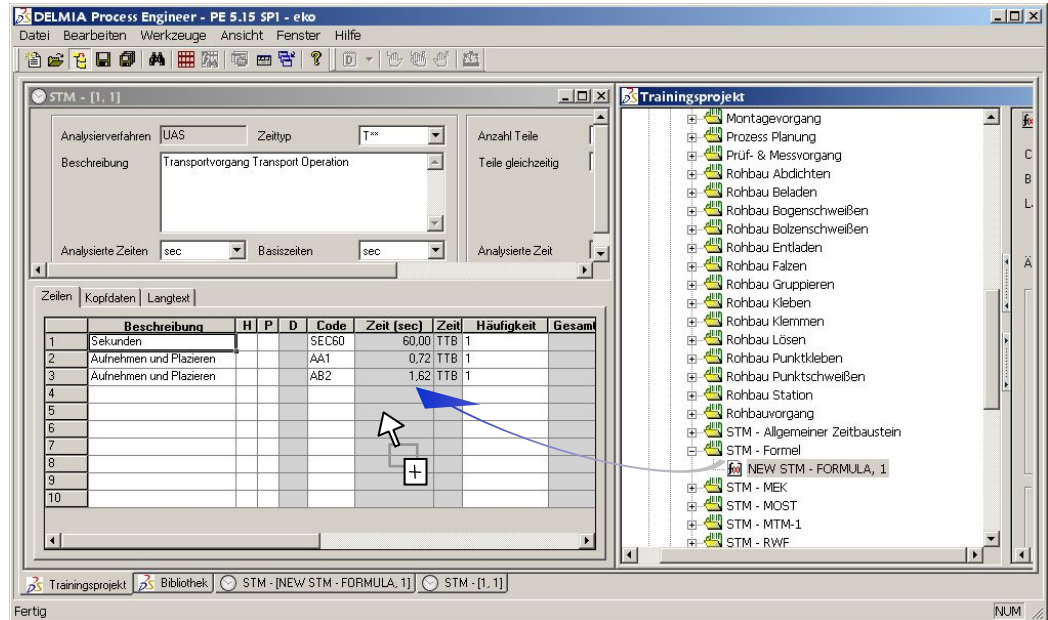 DELMIA Process Engineer - PE 5.15 SP1 - eko
Datei Bearbeiten Werkzeuge Ansicht Fenster Hilfe
STM - [1, 1]
Analysierverfahren UAS Zeittyp T** Anzahl Teile
Beschreibung Transportvorgang Transport Operation Teile gleichzeitig
Analysierte Zeiten sec Basiszeiten sec Analysierte Zeit
Zeilen Kopfdaten Langtext
Beschreibung H P D Code Zeit (sec) Zeit Häufigkeit Gesamt
1 Sekunden SEC60 60,00 TTB 1
2 Aufnehmen und Plazieren AA1 0,72 TTB 1
3 Aufnehmen und Plazieren AB2 1,62 TTB 1
4
5
6
7
8
9
10
Trainingsprojekt
Montagevorgang
Prozess Planung
Prüf- & Messvorgang
Rohbau Abdichten
Rohbau Beladen
Rohbau Bogenschweißen
Rohbau Bolzenschweißen
Rohbau Entladen
Rohbau Falzen
Rohbau Gruppieren
Rohbau Kleben
Rohbau Klemmen
Rohbau Lösen
Rohbau Punktkleben
Rohbau Punktschweißen
Rohbau Station
Rohbauvorgang
STM - Allgemeiner Zeitbaustein
STM - Formel
NEW STM - FORMULA, 1
STM - MEK
STM - MOST
STM - MTM-1
STM - RWF
C
B
L
Ä
Trainingsprojekt Bibliothek STM - [NEW STM - FORMULA, 1] STM - [1, 1]
Fertig NUM